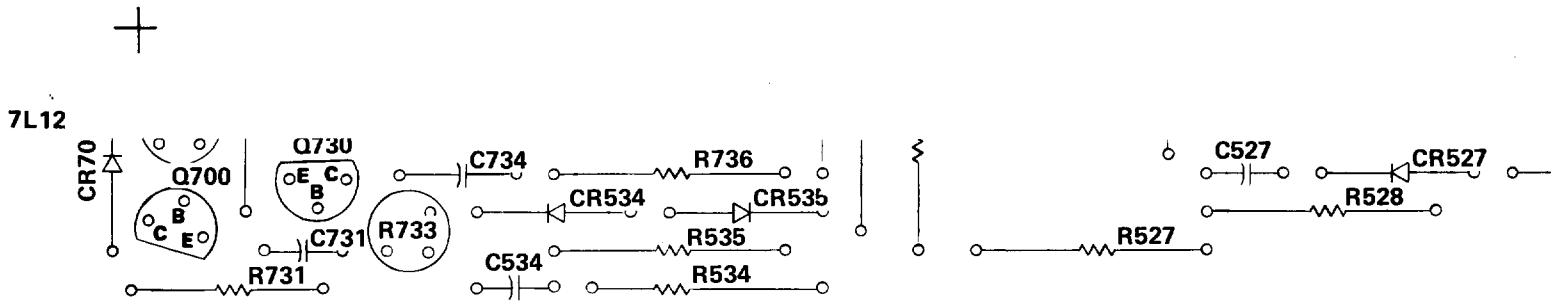 7L12
CR70
Q730
C734
R736
C527
CR527
Q700
E C
B
CR534
CR535
R528
B
C E
R733
C731
R535
R527
R731
C534
R534